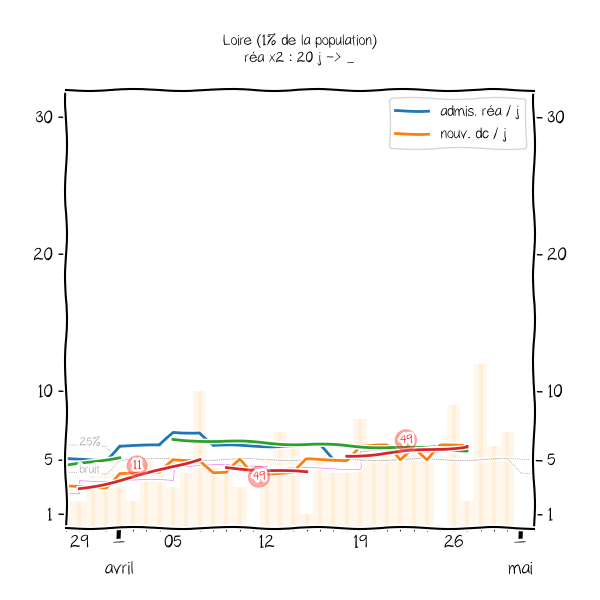 Loire (1% de la population)
réa x2 : 20 j -> _
admis. réa / j
nouv. dc / j
30
30
20
20
10
10
25%
49
11
5
5
bruit
49
1
1
29
05
12
19
26
avril
mai